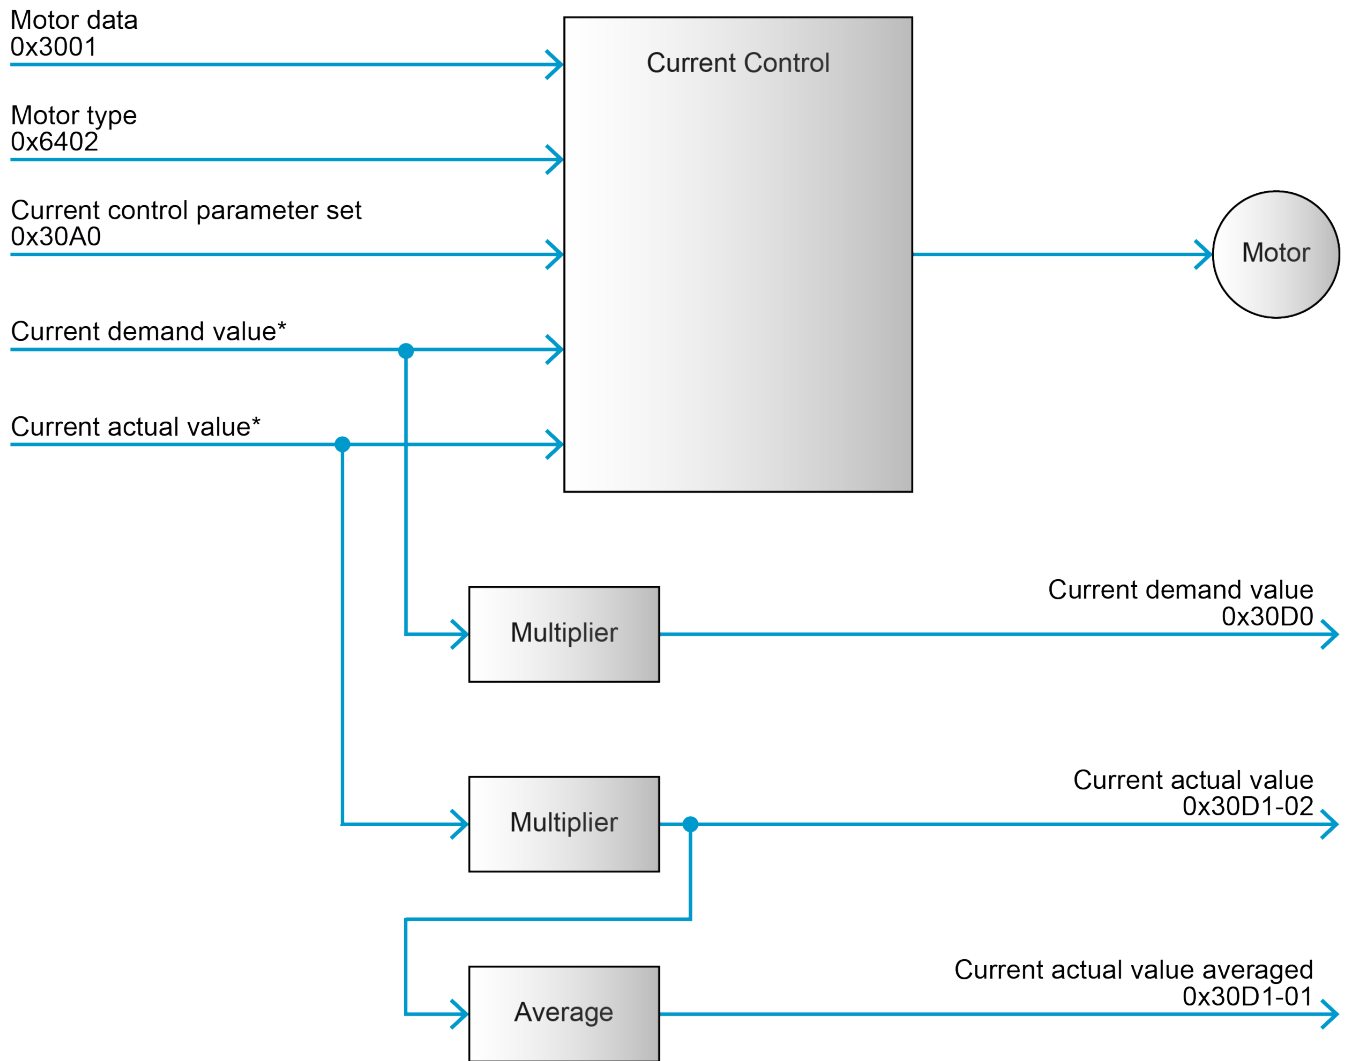 Motor data
0x3001
Current Control
Motor type
0x6402
Current control parameter set
0x30A0
Motor
Current demand value*
Current actual value*
Current demand value
0x30D0
Multiplier
Current actual value
0x30D1-02
Multiplier
Current actual value averaged
0x30D1-01
Average